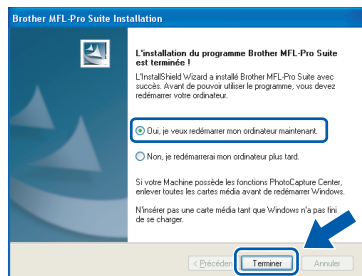 Brother MFL-Pro Suite Installation
L'installation du programme Brother MFL-Pro Suite
est terminée !
L'InstallShield Wizard a installé Brother MFL-Pro Suite avec
succès. Avant de pouvoir utiliser le programme, vous devez
redémarrer votre ordinateur.
Oui, je veux redémarrer mon ordinateur maintenant.
Non, je redémarrerai mon ordinateur plus tard.
Si votre Machine possède les fonctions PhotoCapture Center,
enlever toutes les cartes média avant de redémarrer Windows.
N'insérer pas une carte média tant que Windows n'a pas fini
de se charger.
< Précédent Terminer Annuler